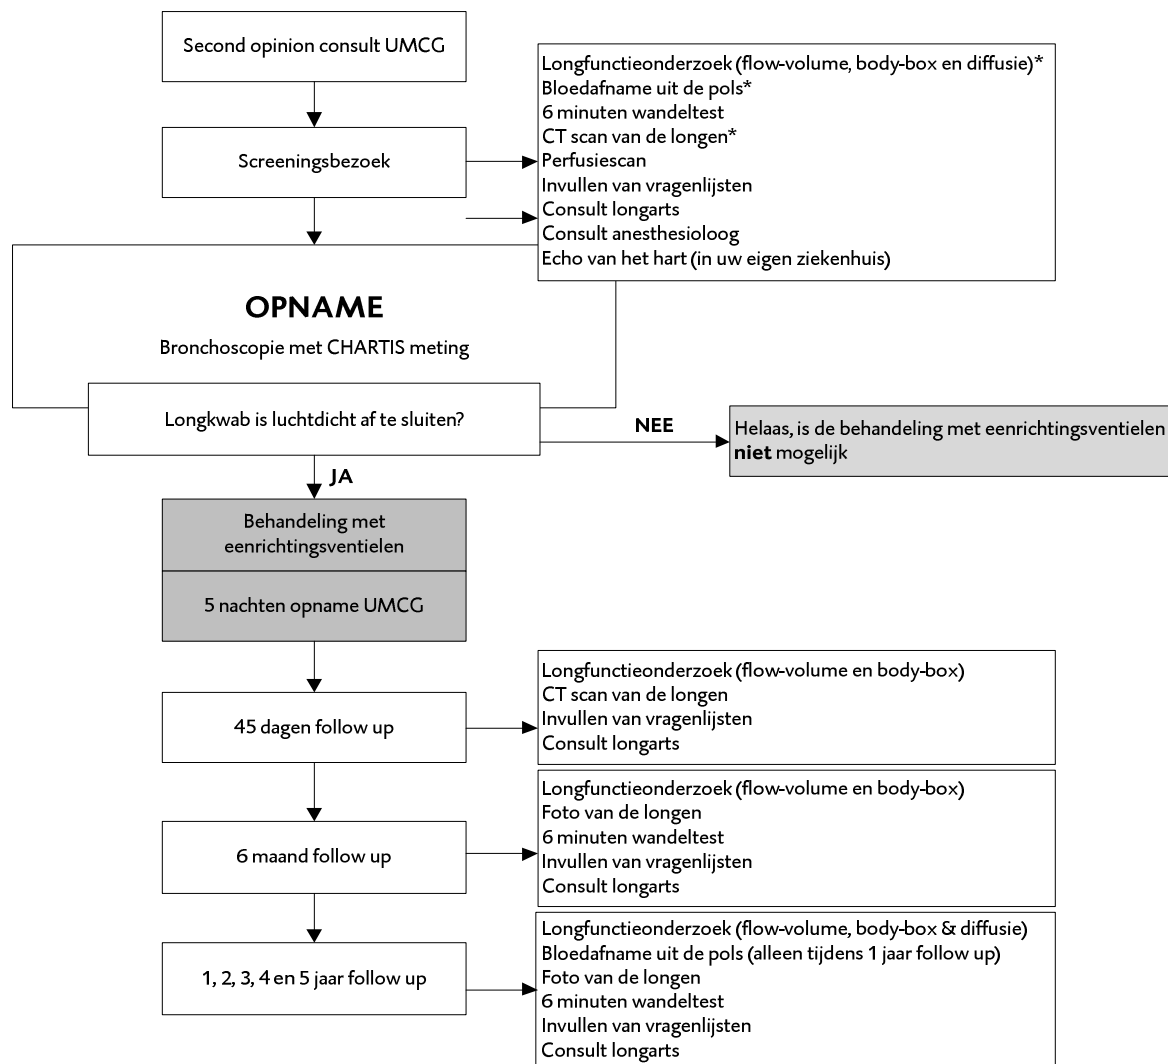 Second opinion consult UMCG
Screeningsbezoek
Longfunctieonderzoek (flow-volume, body-box en diffusie)*
Bloedafname uit de pols*
6 minuten wandeltest
CT scan van de longen*
Perfusiescan
Invullen van vragenlijsten
Consult longarts
Consult anesthesioloog
Echo van het hart (in uw eigen ziekenhuis)
OPNAME
Bronchoscopie met CHARTIS meting
Longkwab is luchtdicht af te sluiten?
NEE
Helaas, is de behandeling met eenrichtingsventielen
niet mogelijk
JA
Behandeling met
eenrichtingsventielen
5 nachten opname UMCG
45 dagen follow up
Longfunctieonderzoek (flow-volume en body-box)
CT scan van de longen
Invullen van vragenlijsten
Consult longarts
6 maand follow up
Longfunctieonderzoek (flow-volume en body-box)
Foto van de longen
6 minuten wandeltest
Invullen van vragenlijsten
Consult longarts
1, 2, 3, 4 en 5 jaar follow up
Longfunctieonderzoek (flow-volume, body-box & diffusie)
Bloedafname uit de pols (alleen tijdens 1 jaar follow up)
Foto van de longen
6 minuten wandeltest
Invullen van vragenlijsten
Consult longarts